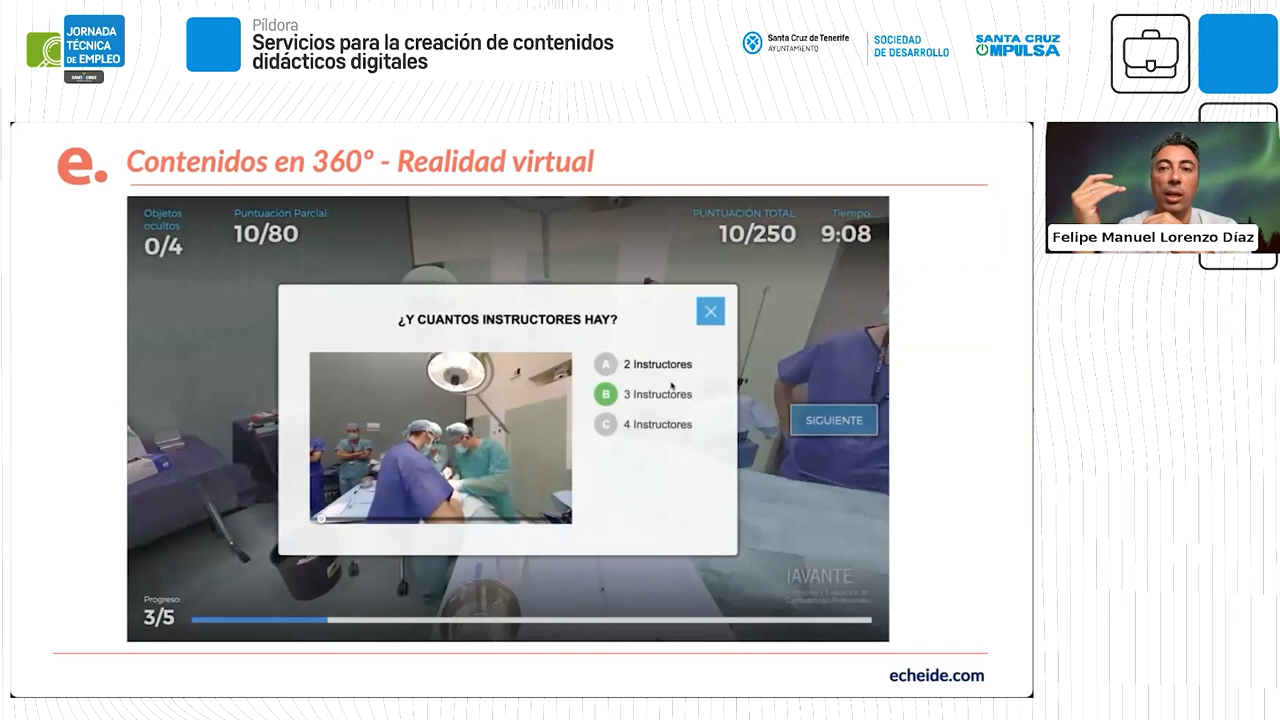 JORNADA
TÉCNICA
DE EMPLEO
Píldora
Servicios para la creación de contenidos
didácticos digitales
Santa Cruz de Tenerife
AYUNTAMIENTO
SOCIEDAD
DE DESARROLLO
SANTA CRUZ
IMPULSA
e. Contenidos en 360º - Realidad virtual
Objetos
ocultos
0/4
Puntuación Parcial:
10/80
PUNTUACIÓN TOTAL
10/250
Tiempo:
9:08
¿Y CUANTOS INSTRUCTORES HAY?
A 2 Instructores
B 3 Instructores
C 4 Instructores
SIGUIENTE
IAVANTE
Progreso:
3/5
echeide.com
Felipe Manuel Lorenzo Díaz